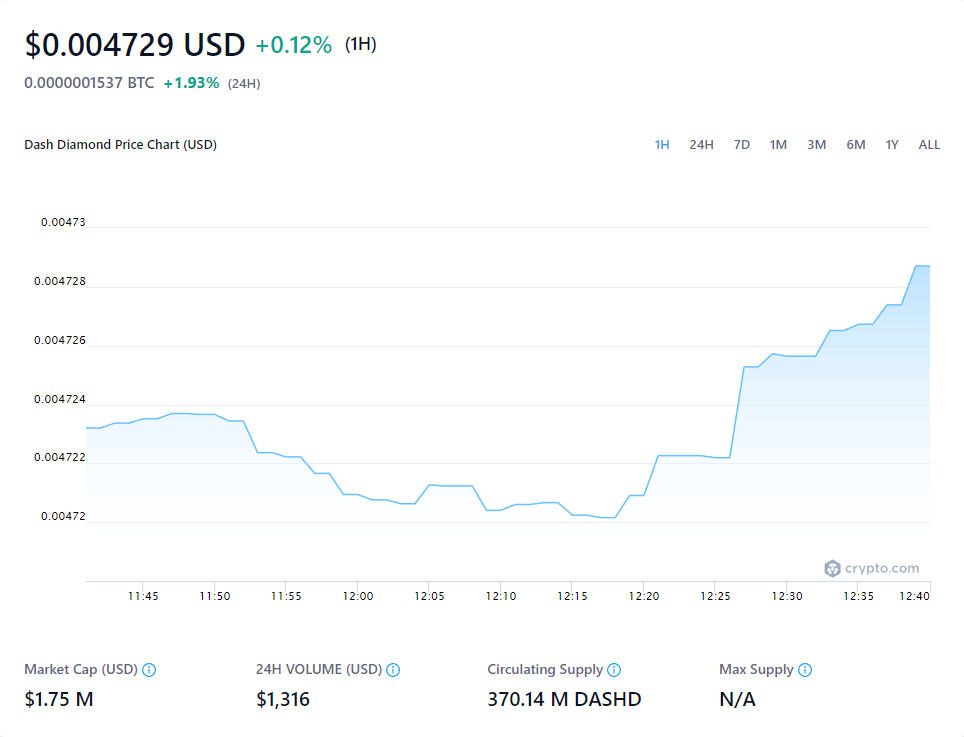 $0.004729 USD +0.12% (1H)
0.0000001537 BTC +1.93% (24H)
Dash Diamond Price Chart (USD) 1H 24H 7D 1M 3M 6M 1Y ALL
0.00473
0.004728
0.004726
0.004724
0.004722
0.00472
crypto.com
11:45 11:50 11:55 12:00 12:05 12:10 12:15 12:20 12:25 12:30 12:35 12:40
Market Cap (USD) 24H VOLUME (USD) Circulating Supply Max Supply
$1.75 M $1,316 370.14 M DASHD N/A